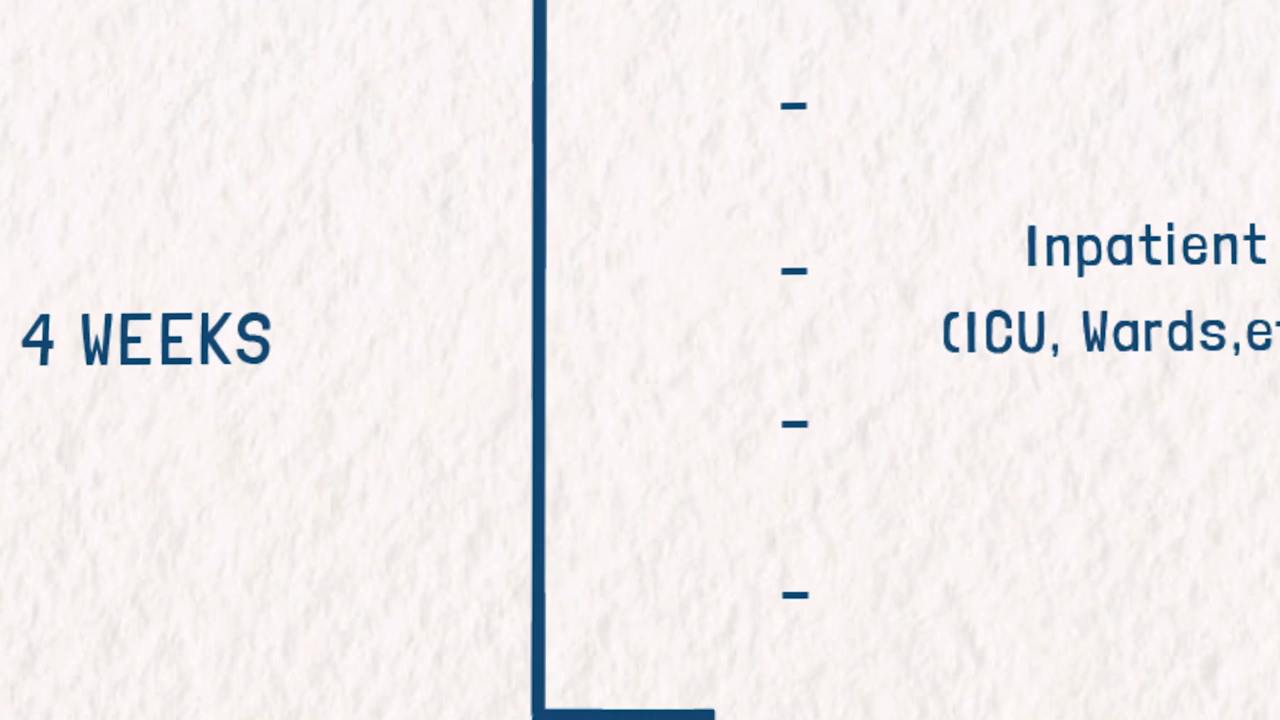 4 WEEKS
-
-
-
-
Inpatient
(ICU, Wards,